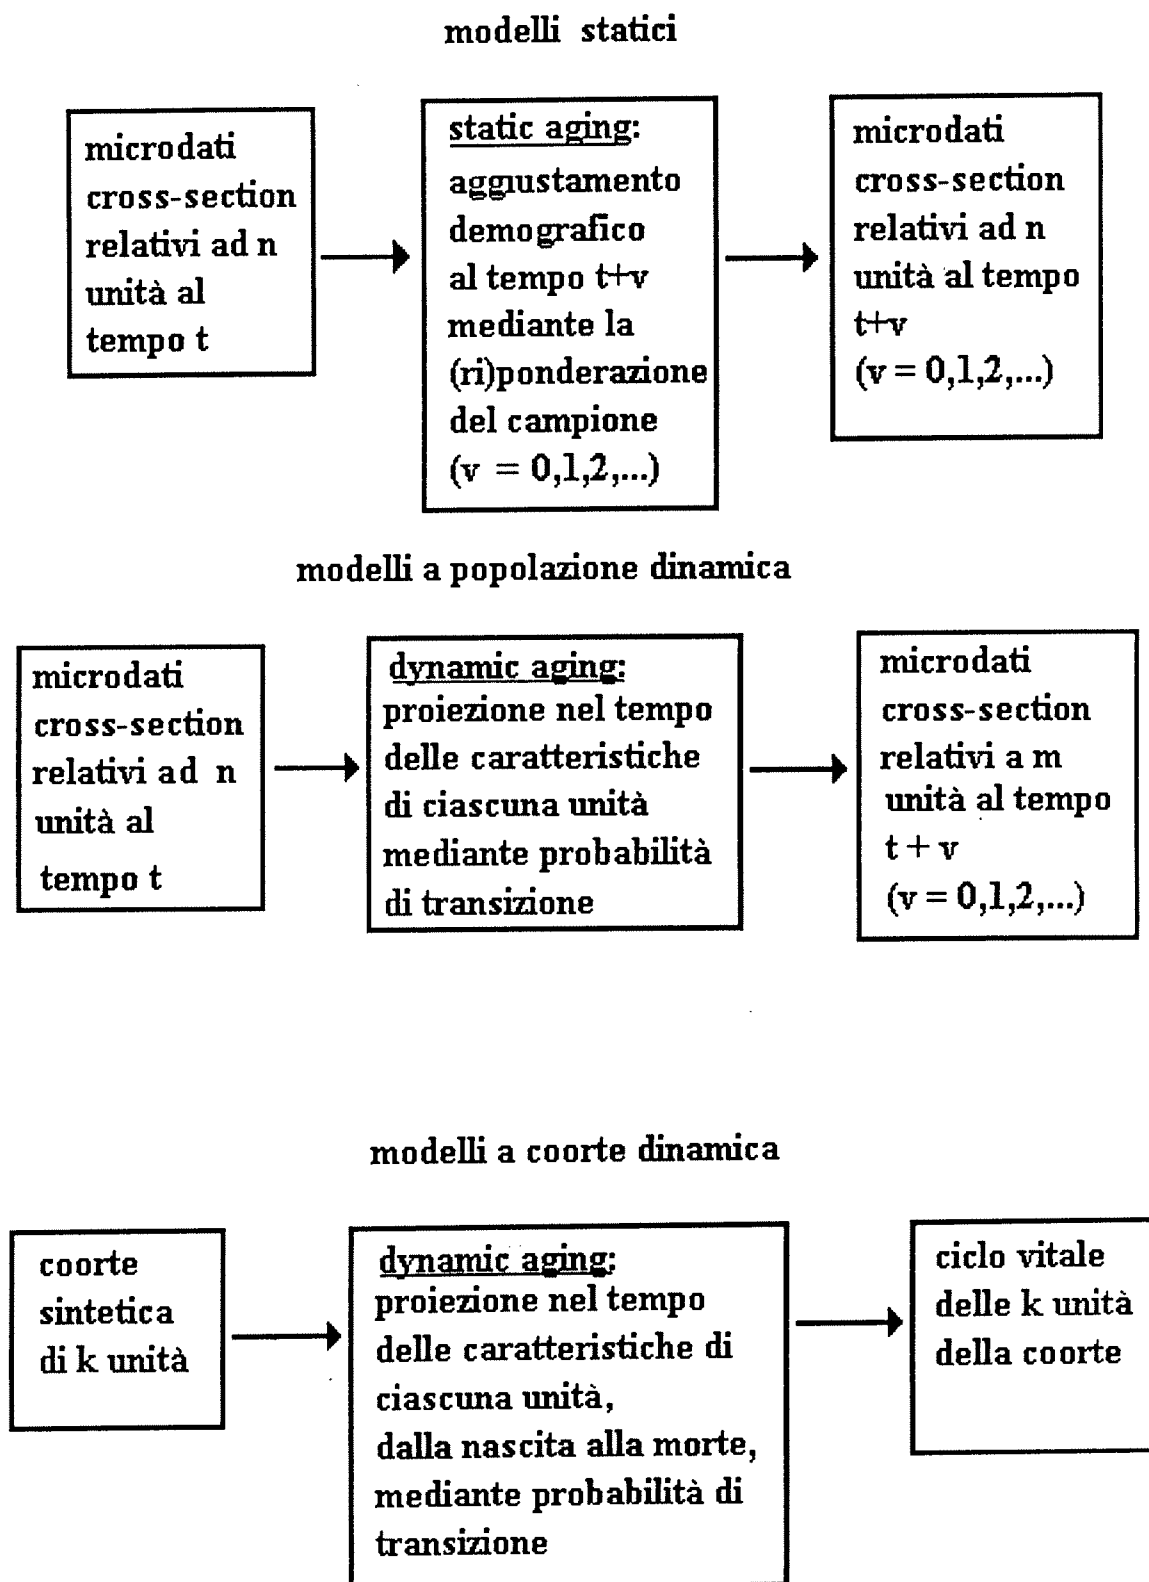 modelli statici
microdati
cross-section
relativi ad n
unità al
tempo t
static aging:
aggiustamento
demografico
al tempo t+v
mediante la
(ri)ponderazione
del campione
(v = 0,1,2,...)
microdati
cross-section
relativi ad n
unità al tempo
t+v
(v = 0,1,2,...)
modelli a popolazione dinamica
microdati
cross-section
relativi ad n
unità al
tempo t
dynamic aging:
proiezione nel tempo
delle caratteristiche
di ciascuna unità
mediante probabilità
di transizione
microdati
cross-section
relativi a m
unità al tempo
t + v
(v = 0,1,2,...)
modelli a coorte dinamica
coorte
sintetica
di k unità
dynamic aging:
proiezione nel tempo
delle caratteristiche di
ciascuna unità,
dalla nascita alla morte,
mediante probabilità di
transizione
ciclo vitale
delle k unità
della coorte